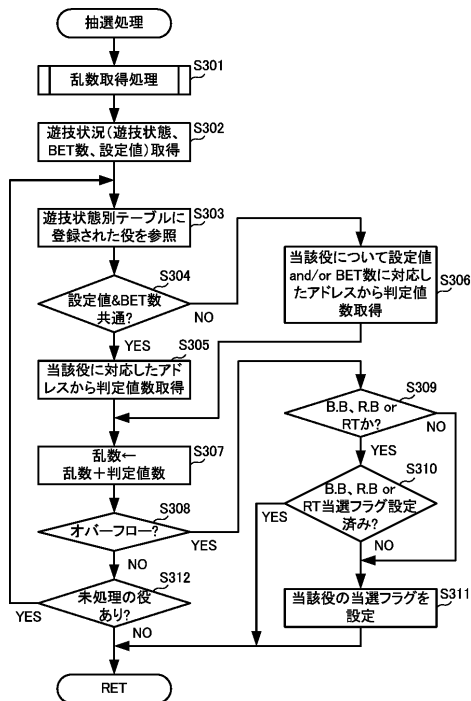 抽選処理
S301
乱数取得処理
S302
遊技状況(遊技状態、
BET数、設定値)取得
S303
遊技状態別テーブルに
登録された役を参照
S304
設定値&BET数
共通?
NO
YES
当該役について設定値
and/or BET数に対応し
たアドレスから判定値
数取得
S306
S305
当該役に対応したアド
レスから判定値数取得
S307
乱数←
乱数+判定値数
S308
オーバーフロー?
YES
NO
S309
B.B、R.B or
RTか?
NO
YES
S310
B.B、R.B or
RT当選フラグ設定
済み?
YES
NO
S311
当該役の当選フラグを
設定
S312
未処理の役
あり?
YES
NO
RET